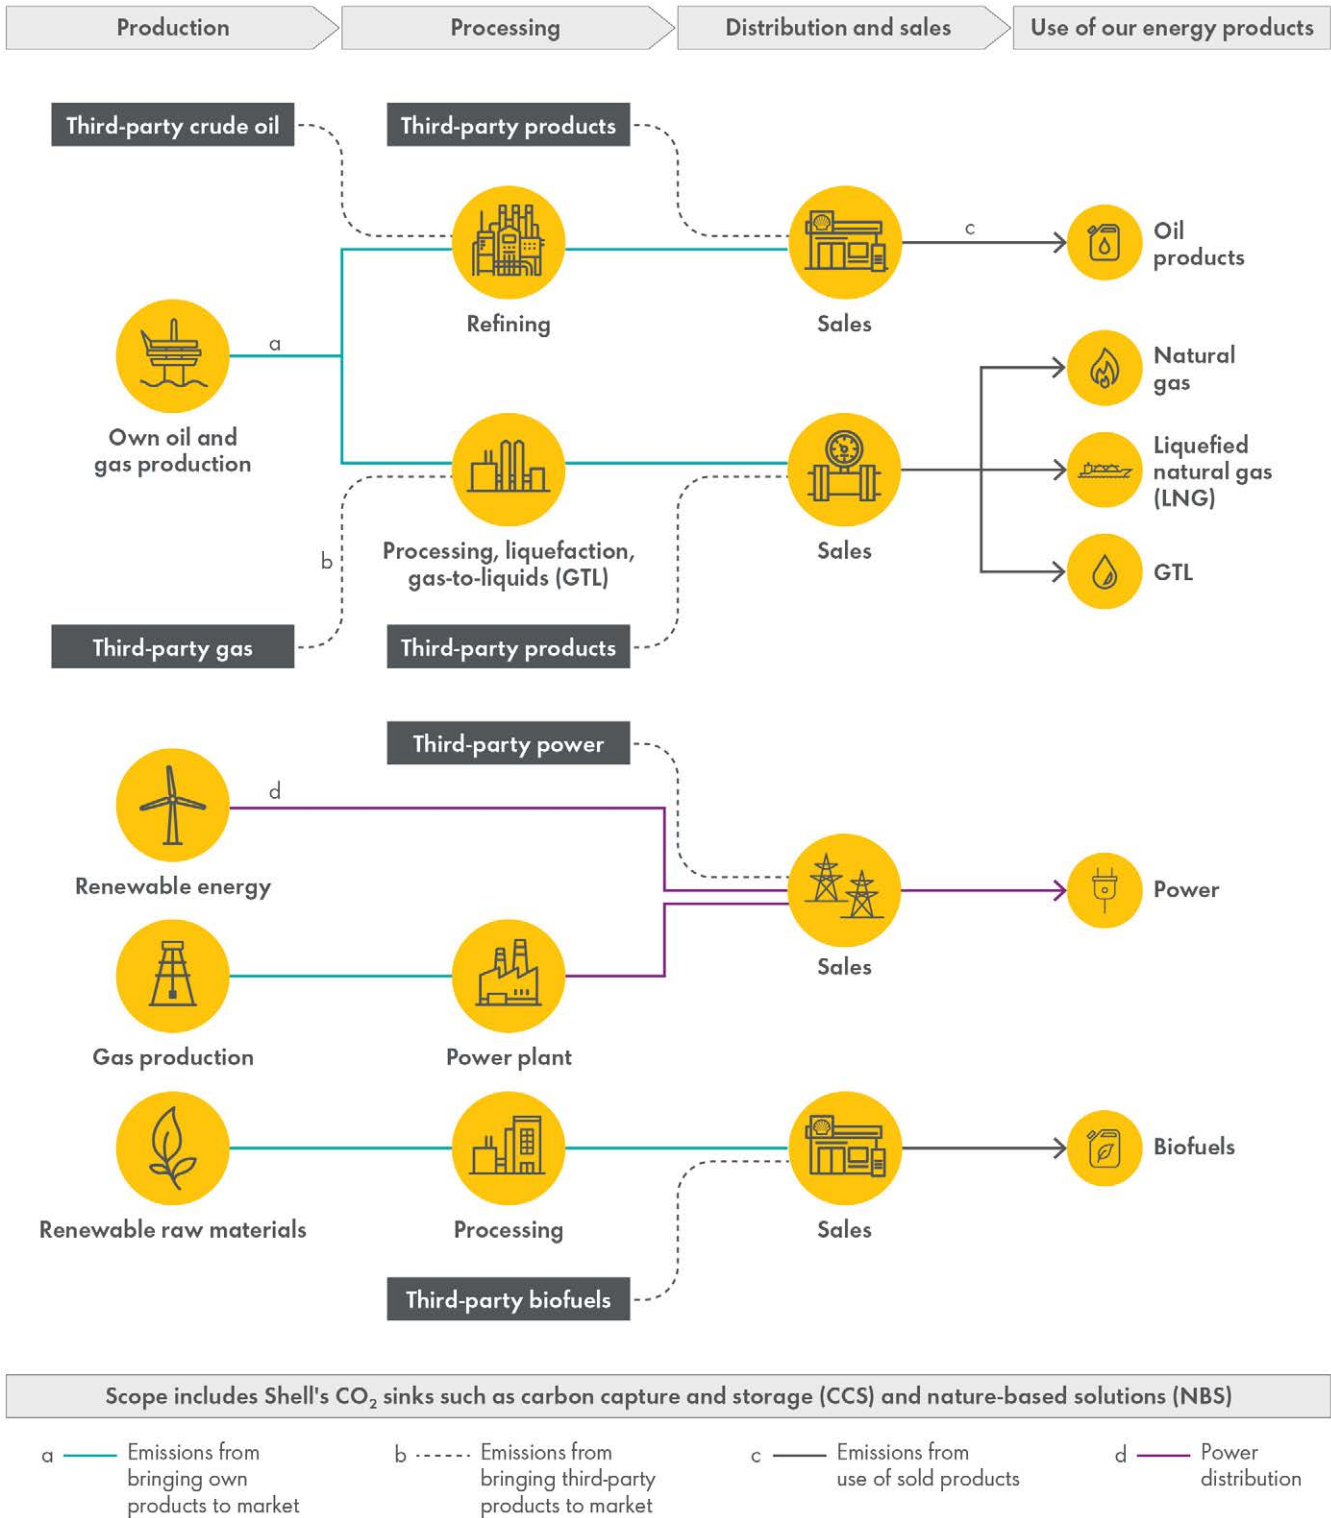 Production
Processing
Distribution and sales
Use of our energy products
Third-party crude oil
Third-party products
c
Oil
products
Refining
Sales
a
Natural
gas
Own oil and
gas production
Liquefied
natural gas
(LNG)
b
Processing, liquefaction,
gas-to-liquids (GTL)
Sales
GTL
Third-party gas
Third-party products
Third-party power
d
Renewable energy
Power
Sales
Gas production
Power plant
Biofuels
Renewable raw materials
Processing
Sales
Third-party biofuels
Scope includes Shell's CO₂ sinks such as carbon capture and storage (CCS) and nature-based solutions (NBS)
a
Emissions from
bringing own
products to market
b
Emissions from
bringing third-party
products to market
c
Emissions from
use of sold products
d
Power
distribution